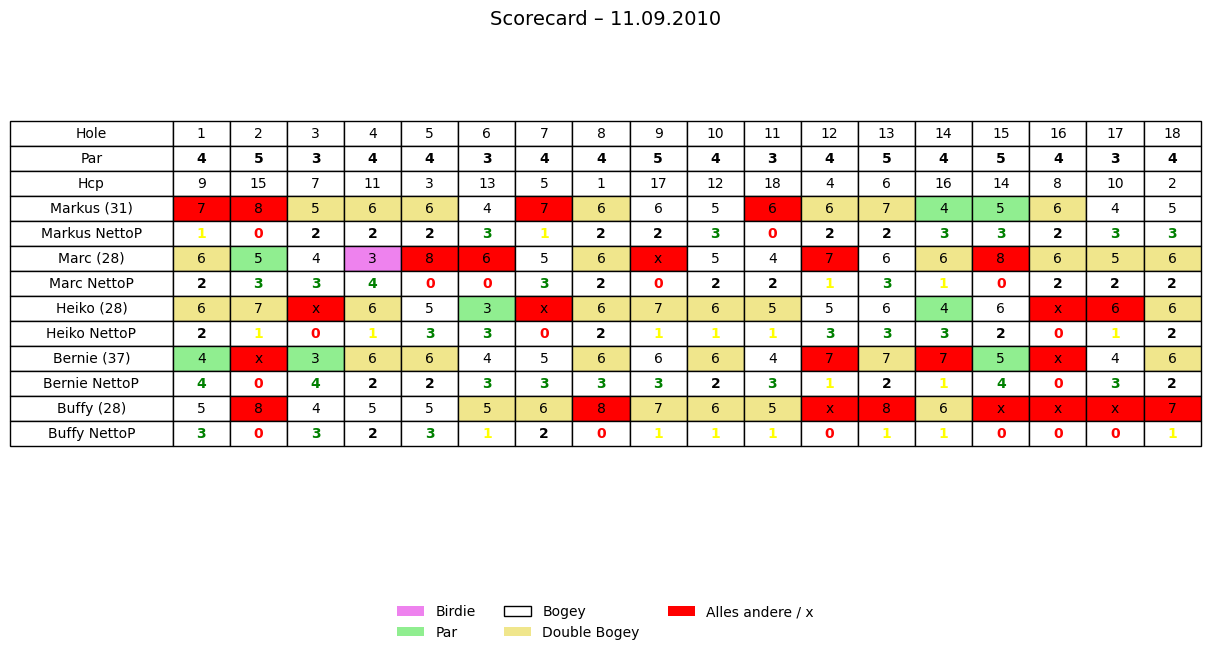 Scorecard – 11.09.2010
Hole 1 2 3 4 5 6 7 8 9 10 11 12 13 14 15 16 17 18
Par 4 5 3 4 4 3 4 4 5 4 3 4 5 4 5 4 3 4
Hcp 9 15 7 11 3 13 5 1 17 12 18 4 6 16 14 8 10 2
Markus (31) 7 8 5 6 6 4 7 6 6 5 6 6 7 4 5 6 4 5
Markus NettoP 1 0 2 2 2 3 1 2 2 3 0 2 2 3 3 2 3 3
Marc (28) 6 5 4 3 8 6 5 6 x 5 4 7 6 6 8 6 5 6
Marc NettoP 2 3 3 4 0 0 3 2 0 2 2 1 3 1 0 2 2 2
Heiko (28) 6 7 x 6 5 3 x 6 7 6 5 5 6 4 6 x 6 6
Heiko NettoP 2 1 0 1 3 3 0 2 1 1 1 3 3 3 2 0 1 2
Bernie (37) 4 x 3 6 6 4 5 6 6 6 4 7 7 7 5 x 4 6
Bernie NettoP 4 0 4 2 2 3 3 3 3 2 3 1 2 1 4 0 3 2
Buffy (28) 5 8 4 5 5 5 6 8 7 6 5 x 8 6 x x x 7
Buffy NettoP 3 0 3 2 3 1 2 0 1 1 1 0 1 1 0 0 0 1
Birdie Bogey Alles andere / x
Par Double Bogey